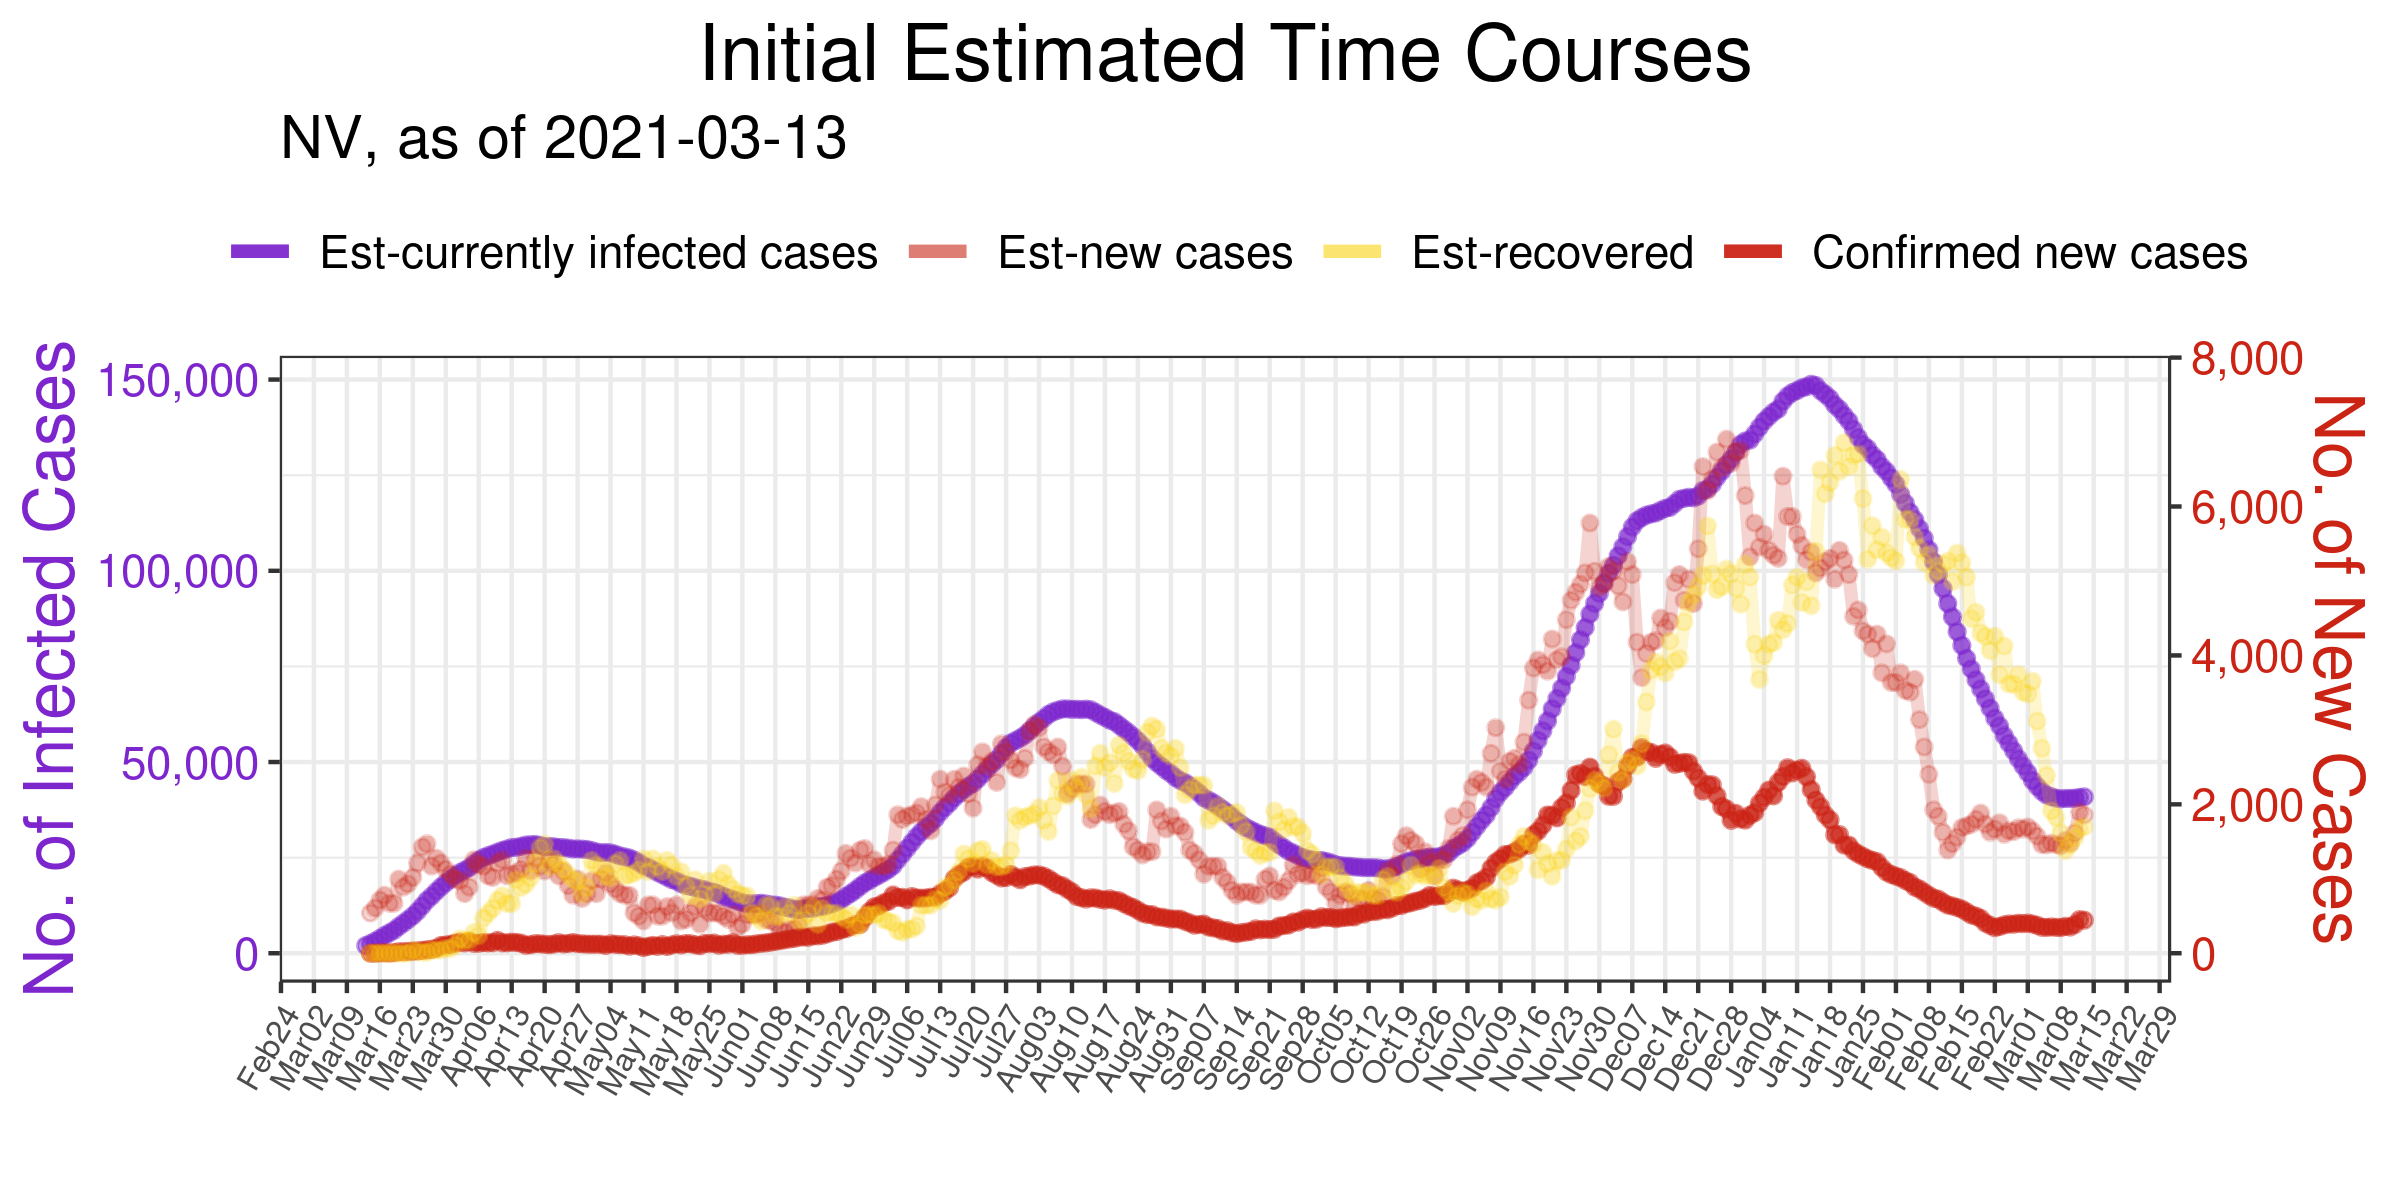 Initial Estimated Time Courses
NV, as of 2021-03-13
Est-currently infected cases Est-new cases Est-recovered Confirmed new cases
No. of Infected Cases
150,000
100,000
50,000
0
8,000
6,000
4,000
2,000
0
No. of New Cases
Feb24 Mar02 Mar09 Mar16 Mar23 Mar30 Apr06 Apr13 Apr20 Apr27 May04 May11 May18 May25 Jun01 Jun08 Jun15 Jun22 Jun29 Jul06 Jul13 Jul20 Jul27 Aug03 Aug10 Aug17 Aug24 Aug31 Sep07 Sep14 Sep21 Sep28 Oct05 Oct12 Oct19 Oct26 Nov02 Nov09 Nov16 Nov23 Nov30 Dec07 Dec14 Dec21 Dec28 Jan04 Jan11 Jan18 Jan25 Feb01 Feb08 Feb15 Feb22 Mar01 Mar08 Mar15 Mar22 Mar29